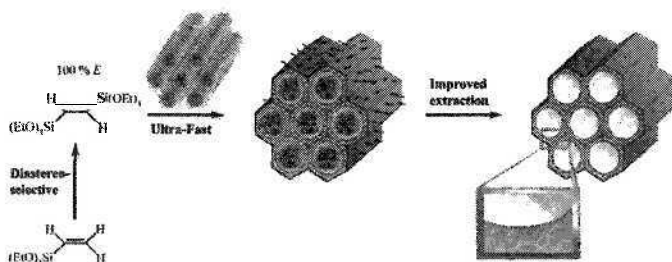 100 % E
H Si(OEt)3
(EtO)3Si H
Ultra-Fast
Improved
extraction
Diastereo-
selective
H H
(EtO)3Si H